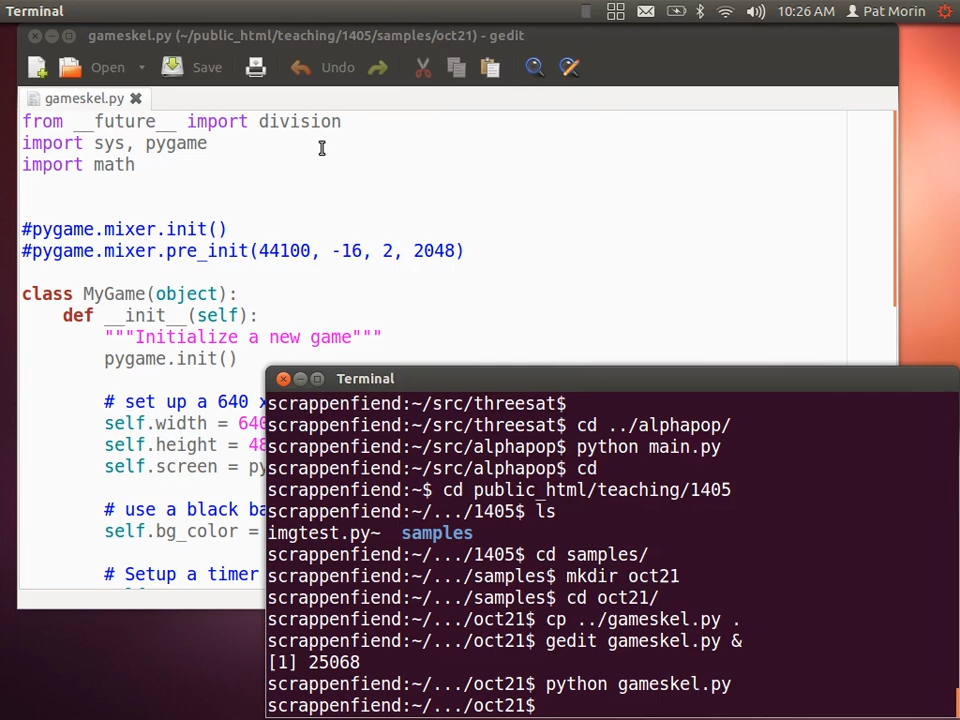 Terminal
10:26 AM
Pat Morin
gameskel.py (~/public_html/teaching/1405/samples/oct21) - gedit
Open
Save
Undo
gameskel.py
from __future__ import division
import sys, pygame
import math
#pygame.mixer.init()
#pygame.mixer.pre_init(44100, -16, 2, 2048)
class MyGame(object):
def __init__(self):
"""Initialize a new game"""
pygame.init()
# set up a 640 x
self.width = 640
self.height = 48
self.screen = py
# use a black ba
self.bg_color =
# Setup a timer
Terminal
scrappenfiend:~/src/threesat$
scrappenfiend:~/src/threesat$ cd ../alphapop/
scrappenfiend:~/src/alphapop$ python main.py
scrappenfiend:~/src/alphapop$ cd
scrappenfiend:~$ cd public_html/teaching/1405
scrappenfiend:~/.../1405$ ls
imgtest.py~  samples
scrappenfiend:~/.../1405$ cd samples/
scrappenfiend:~/.../samples$ mkdir oct21
scrappenfiend:~/.../samples$ cd oct21/
scrappenfiend:~/.../oct21$ cp ../gameskel.py .
scrappenfiend:~/.../oct21$ gedit gameskel.py &
[1] 25068
scrappenfiend:~/.../oct21$ python gameskel.py
scrappenfiend:~/.../oct21$